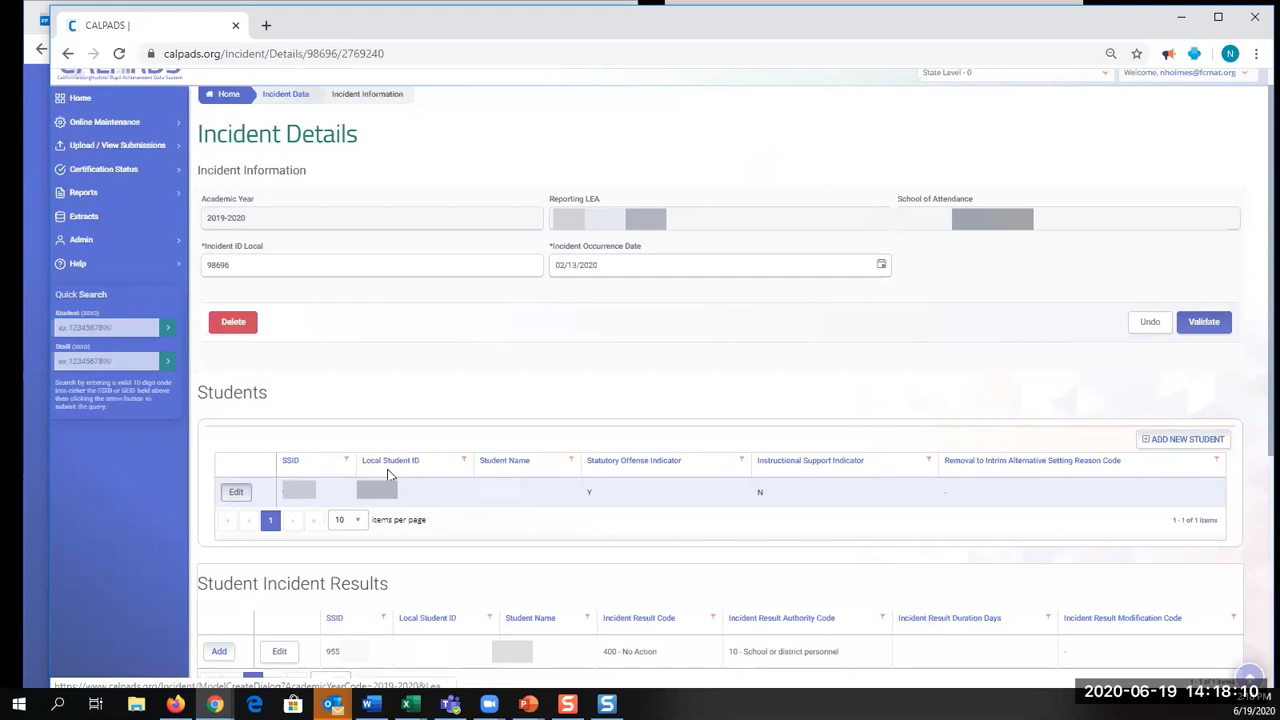 CALPADS |
calpads.org/Incident/Details/98696/2769240
N
CALPADS
California Longitudinal Pupil Achievement Data System
State Level - 0
Welcome, nholmes@fcmat.org
Home
Incident Data
Incident Information
Home
Online Maintenance
Upload / View Submissions
Certification Status
Reports
Extracts
Admin
Help
Quick Search
Student (SSID)
ex.1234567890
Staff (SEID)
ex.1234567890
Search by entering a valid 10-digit code
into either the SSID or SEID field above
then clicking the arrow button to
submit the query.
Incident Details
Incident Information
Academic Year
Reporting LEA
School of Attendance
2019-2020
*Incident ID Local
*Incident Occurrence Date
98696
02/13/2020
Delete
Undo
Validate
Students
ADD NEW STUDENT
SSID
Local Student ID
Student Name
Statutory Offense Indicator
Instructional Support Indicator
Removal to Intrim Alternative Setting Reason Code
Edit
Y
N
-
1
10
items per page
1 - 1 of 1 items
Student Incident Results
SSID
Local Student ID
Student Name
Incident Result Code
Incident Result Authority Code
Incident Result Duration Days
Incident Result Modification Code
Add
Edit
955
400 - No Action
10 - School or district personnel
-
https://www.calpads.org/Incident/ModelCreateDialog?AcademicYearCode=2019-2020&Lea...
2020-06-19 14:18:10
6/19/2020